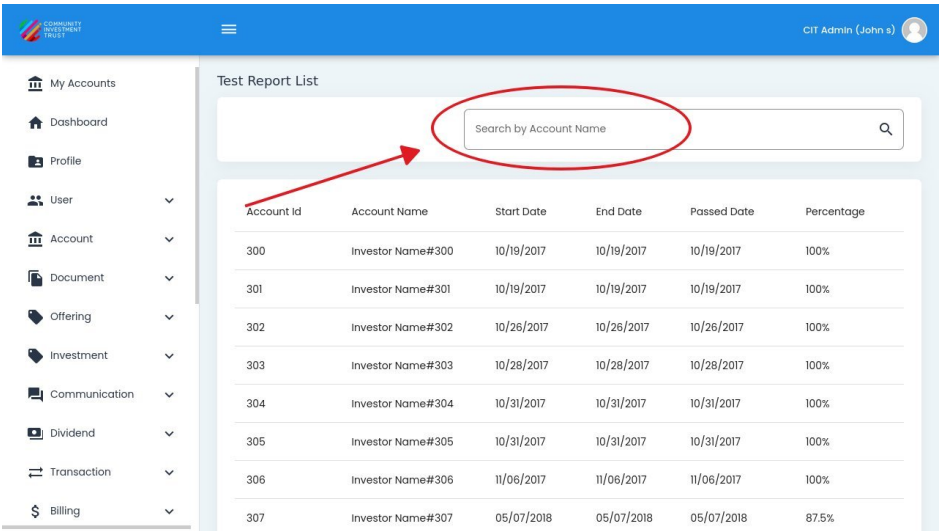 COMMUNITY
INVESTMENT
TRUST
CIT Admin (John s)
My Accounts
Dashboard
Profile
User
Account
Document
Offering
Investment
Communication
Dividend
Transaction
Billing
Test Report List
Search by Account Name
Account Id Account Name Start Date End Date Passed Date Percentage
300 Investor Name#300 10/19/2017 10/19/2017 10/19/2017 100%
301 Investor Name#301 10/19/2017 10/19/2017 10/19/2017 100%
302 Investor Name#302 10/26/2017 10/26/2017 10/26/2017 100%
303 Investor Name#303 10/28/2017 10/28/2017 10/28/2017 100%
304 Investor Name#304 10/31/2017 10/31/2017 10/31/2017 100%
305 Investor Name#305 10/31/2017 10/31/2017 10/31/2017 100%
306 Investor Name#306 11/06/2017 11/06/2017 11/06/2017 100%
307 Investor Name#307 05/07/2018 05/07/2018 05/07/2018 87.5%